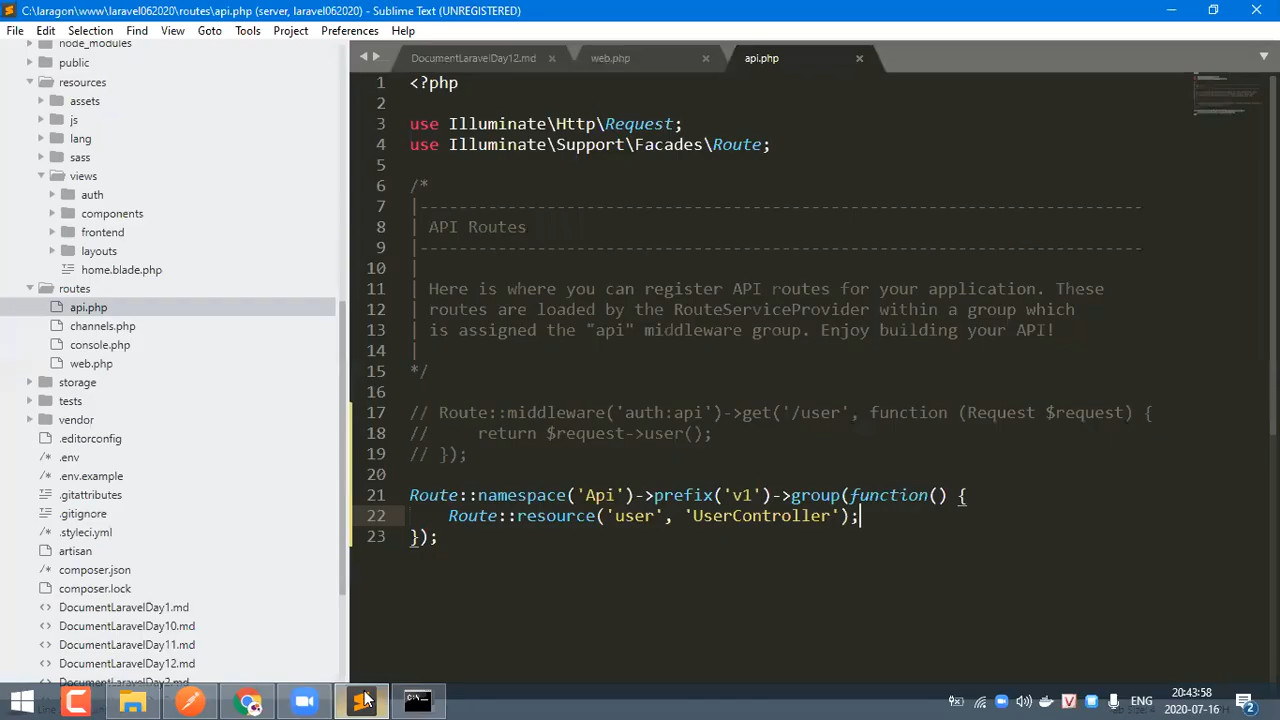 C:\laragon\www\laravel062020\routes\api.php (server, laravel062020) - Sublime Text (UNREGISTERED)
File Edit Selection Find View Goto Tools Project Preferences Help
node_modules
public
resources
assets
js
lang
sass
views
auth
components
frontend
layouts
home.blade.php
routes
api.php
channels.php
console.php
web.php
storage
tests
vendor
.editorconfig
.env
.env.example
.gitattributes
.gitignore
.styleci.yml
artisan
composer.json
composer.lock
DocumentLaravelDay1.md
DocumentLaravelDay10.md
DocumentLaravelDay11.md
DocumentLaravelDay12.md
DocumentLaravelDay2.md
DocumentLaravelDay12.md web.php api.php
1 <?php
2
3 use Illuminate\Http\Request;
4 use Illuminate\Support\Facades\Route;
5
6 /*
7 |--------------------------------------------------------------------------
8 | API Routes
9 |--------------------------------------------------------------------------
10 |
11 | Here is where you can register API routes for your application. These
12 | routes are loaded by the RouteServiceProvider within a group which
13 | is assigned the "api" middleware group. Enjoy building your API!
14 |
15 */
16
17 // Route::middleware('auth:api')->get('/user', function (Request $request) {
18 //     return $request->user();
19 // });
20
21 Route::namespace('Api')->prefix('v1')->group(function() {
22     Route::resource('user', 'UserController');
23 });
ENG
20:43:58
2020-07-16
2